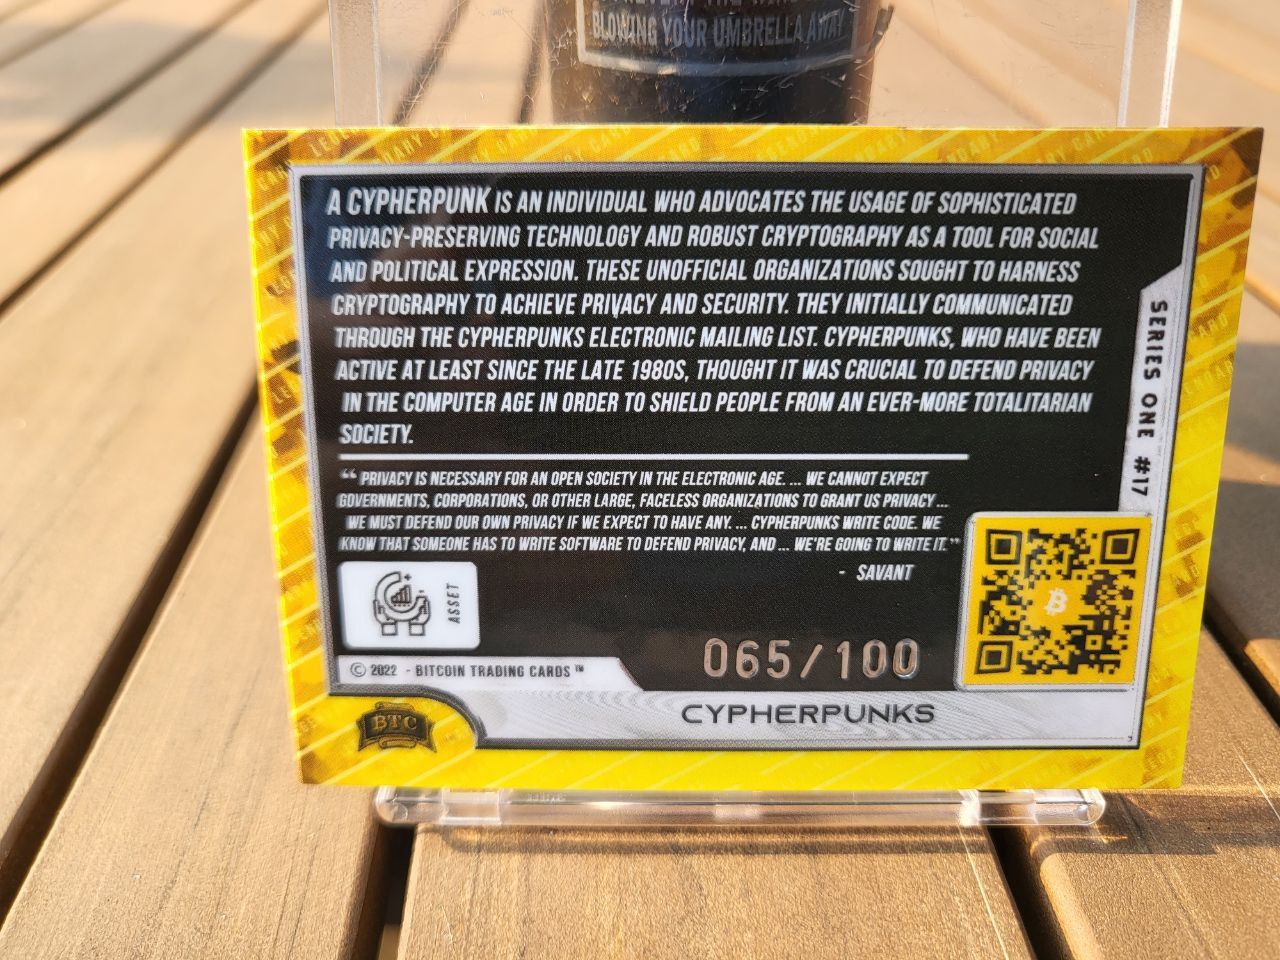 BLOWING YOUR UMBRELLA AWAY
A CYPHERPUNK IS AN INDIVIDUAL WHO ADVOCATES THE USAGE OF SOPHISTICATED
PRIVACY-PRESERVING TECHNOLOGY AND ROBUST CRYPTOGRAPHY AS A TOOL FOR SOCIAL
AND POLITICAL EXPRESSION. THESE UNOFFICIAL ORGANIZATIONS SOUGHT TO HARNESS
CRYPTOGRAPHY TO ACHIEVE PRIVACY AND SECURITY. THEY INITIALLY COMMUNICATED
THROUGH THE CYPHERPUNKS ELECTRONIC MAILING LIST. CYPHERPUNKS, WHO HAVE BEEN
ACTIVE AT LEAST SINCE THE LATE 1980S, THOUGHT IT WAS CRUCIAL TO DEFEND PRIVACY
IN THE COMPUTER AGE IN ORDER TO SHIELD PEOPLE FROM AN EVER-MORE TOTALITARIAN
SOCIETY.
SERIES ONE #17
“ PRIVACY IS NECESSARY FOR AN OPEN SOCIETY IN THE ELECTRONIC AGE. ... WE CANNOT EXPECT
GOVERNMENTS, CORPORATIONS, OR OTHER LARGE, FACELESS ORGANIZATIONS TO GRANT US PRIVACY ...
WE MUST DEFEND OUR OWN PRIVACY IF WE EXPECT TO HAVE ANY. ... CYPHERPUNKS WRITE CODE. WE
KNOW THAT SOMEONE HAS TO WRITE SOFTWARE TO DEFEND PRIVACY, AND ... WE'RE GOING TO WRITE IT. ”
- SAVANT
ASSET
065/100
© 2022 - BITCOIN TRADING CARDS ™
CYPHERPUNKS
BTC